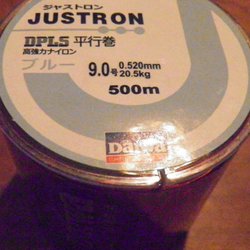 ジャストロン
JUSTRON
DPLS 平行巻
高強力ナイロン
ブルー
9.0号 0.520mm
20.5kg
500m
Daiwa